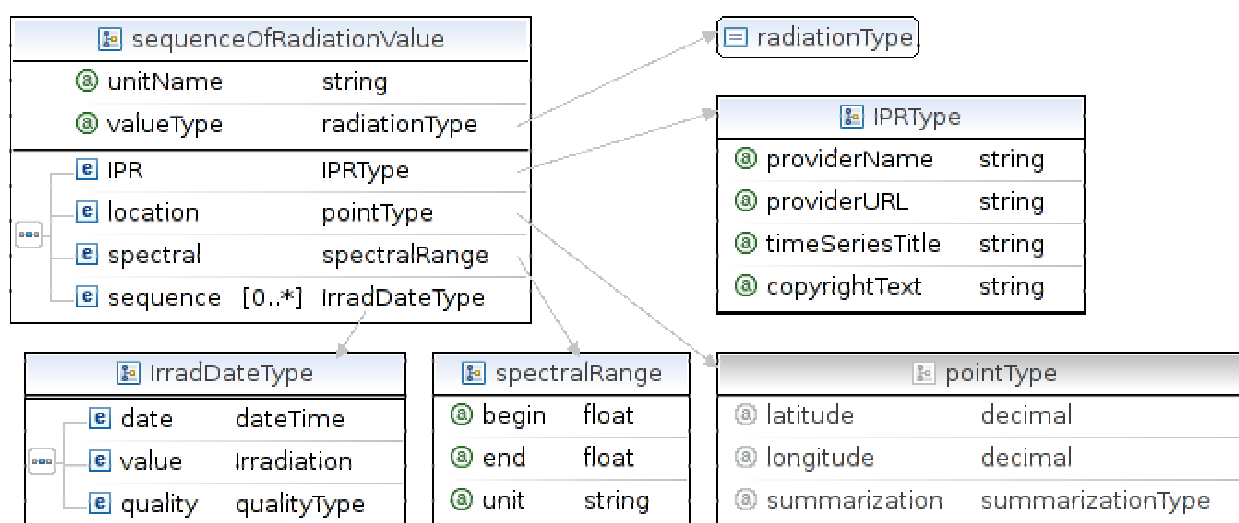 sequenceOfRadiationValue
unitName string
valueType radiationType
IPR IPRType
location pointType
spectral spectralRange
sequence [0..*] IrradDateType
radiationType
IPRType
providerName string
providerURL string
timeSeriesTitle string
copyrightText string
IrradDateType
date dateTime
value Irradiation
quality qualityType
spectralRange
begin float
end float
unit string
pointType
latitude decimal
longitude decimal
summarization summarizationType